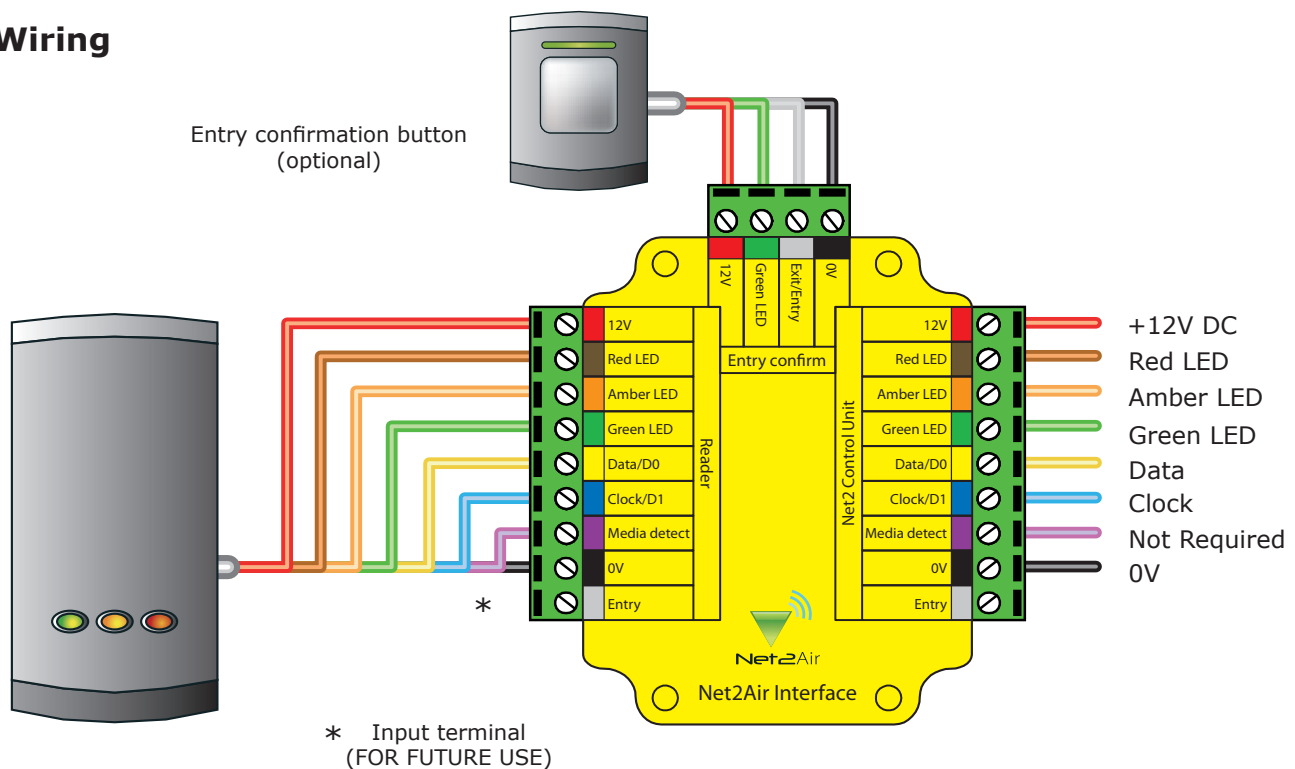 Wiring
Entry confirmation button
(optional)
12V
Green LED
Exit/Entry
0V
Entry confirm
12V
Red LED
Amber LED
Green LED
Data/D0
Clock/D1
Media detect
0V
Entry
Reader
*
Net2 Control Unit
12V
Red LED
Amber LED
Green LED
Data/D0
Clock/D1
Media detect
0V
Entry
+12V DC
Red LED
Amber LED
Green LED
Data
Clock
Not Required
0V
Net2Air
Net2Air Interface
* Input terminal
(FOR FUTURE USE)